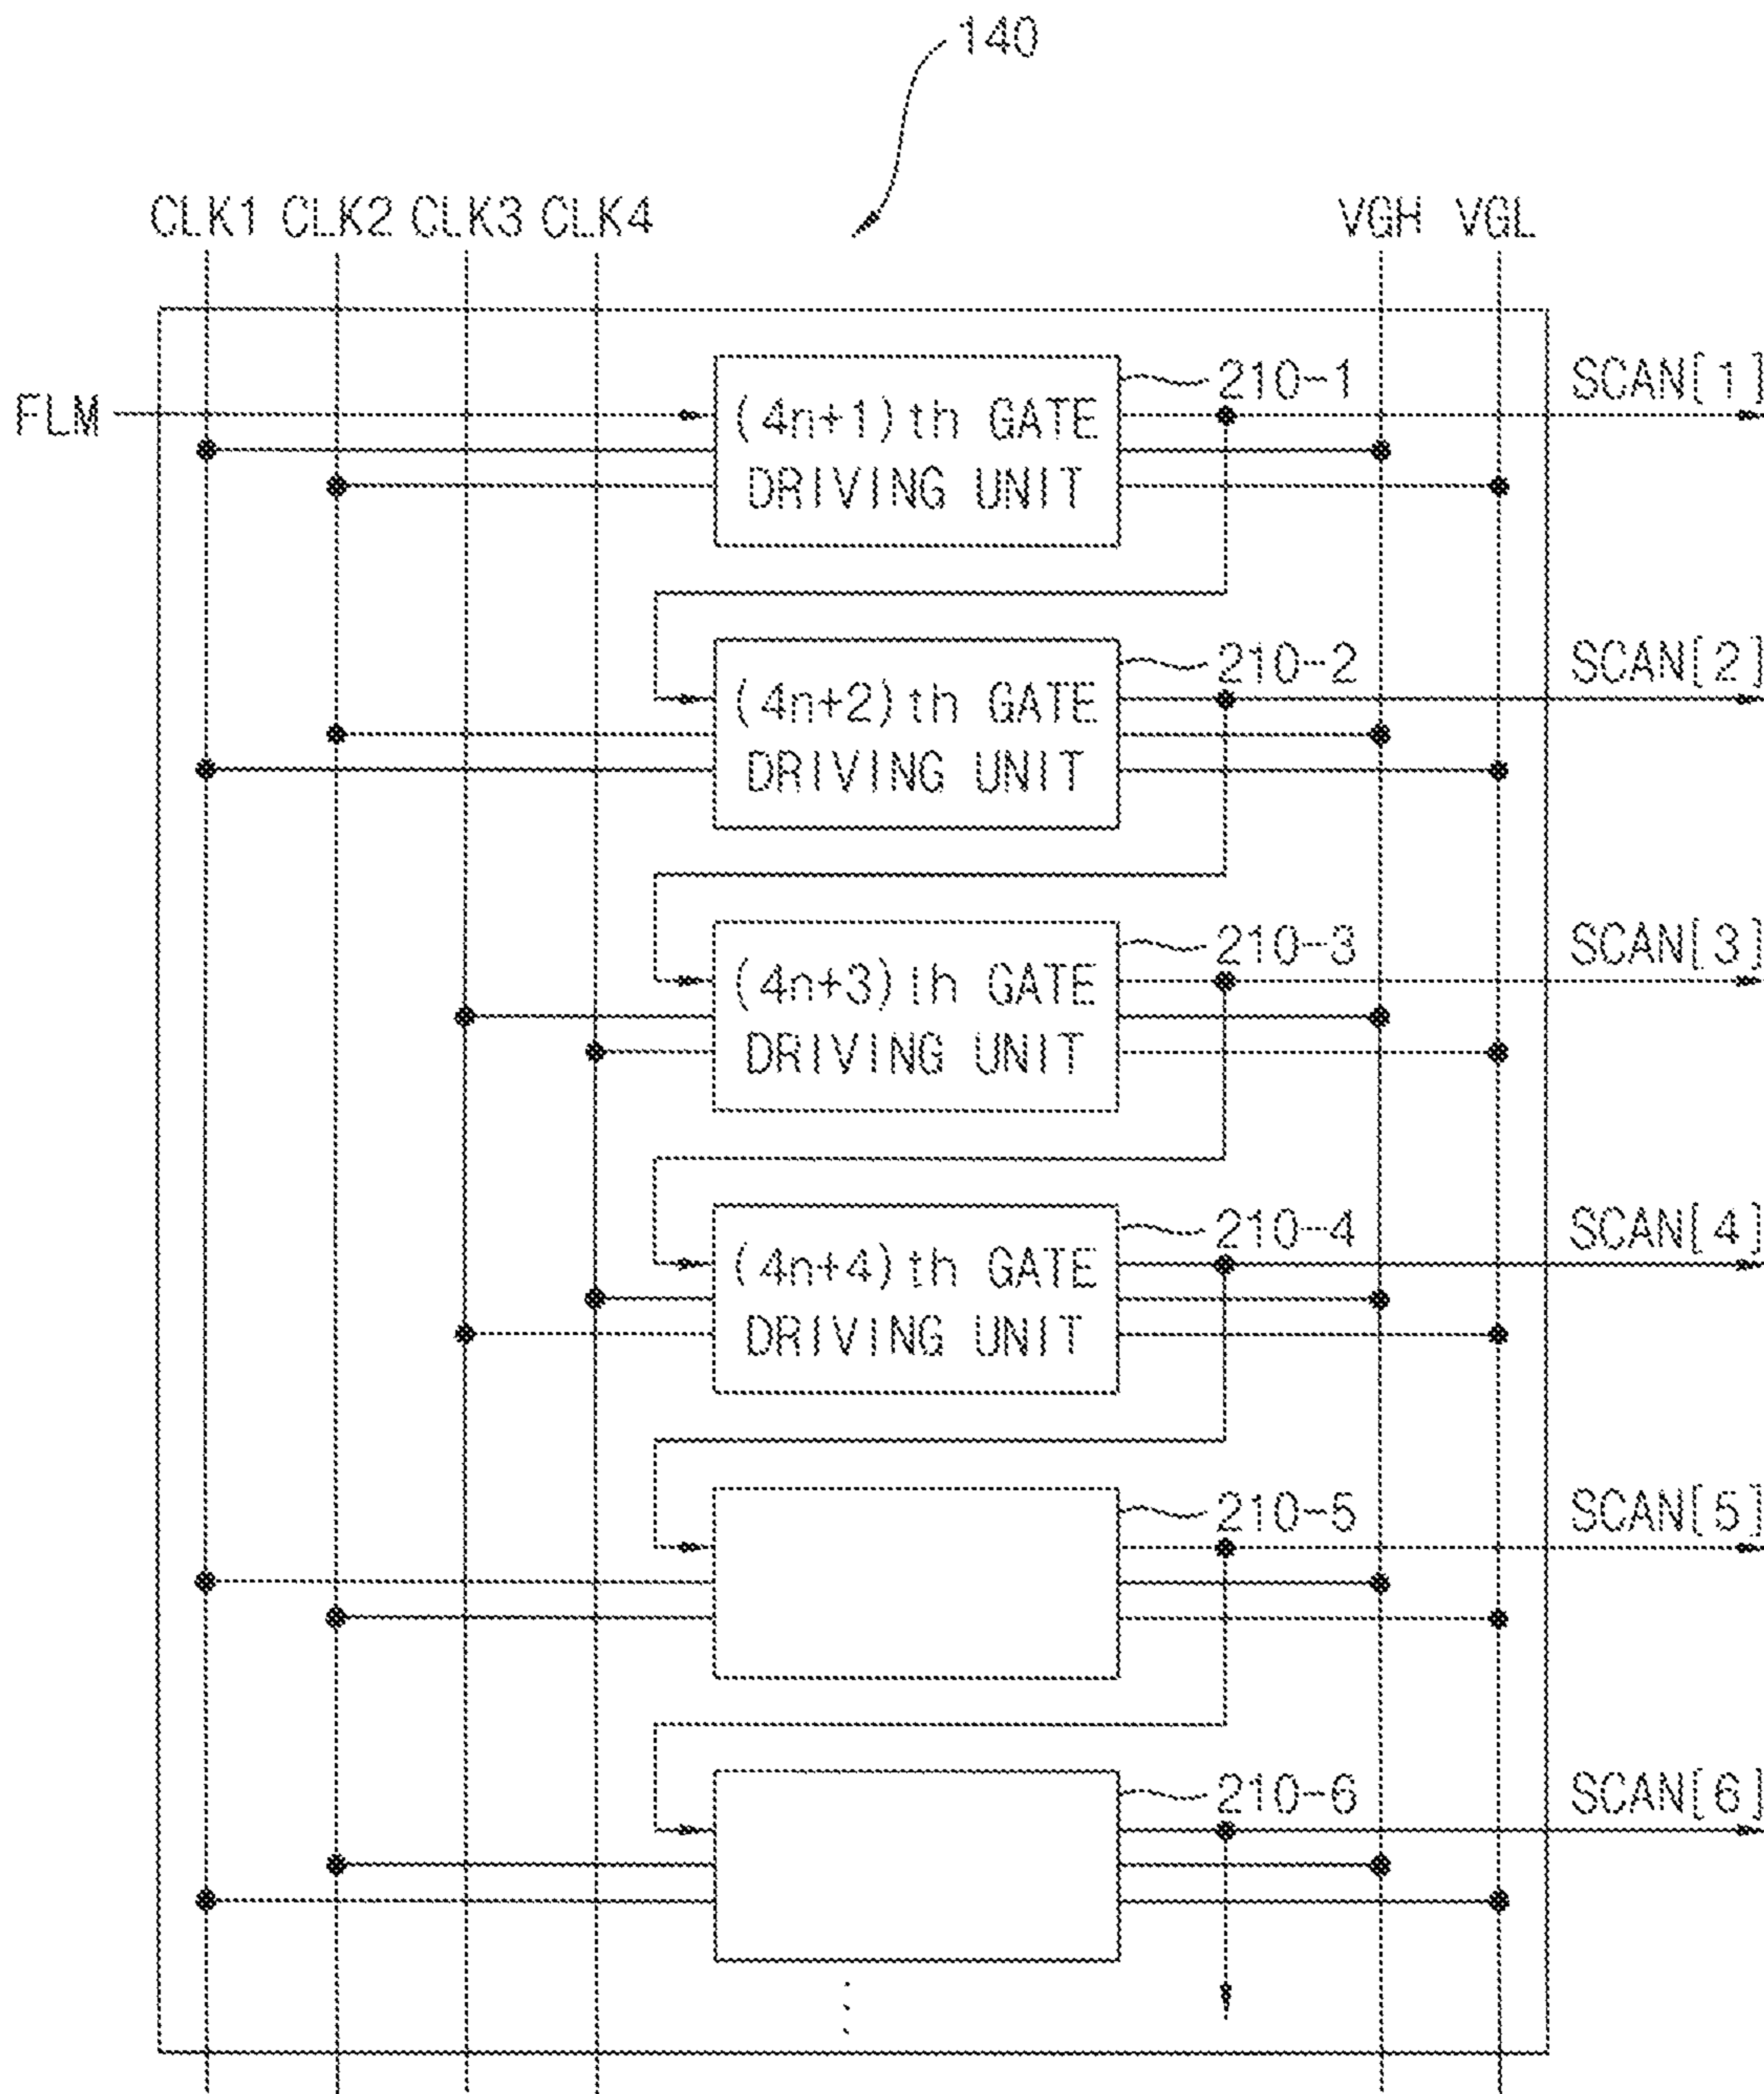 140
CLK1 CLK2 CLK3 CLK4 VGH VGL
FLM
(4n+1)th GATE
DRIVING UNIT
210-1
SCAN[1]
(4n+2)th GATE
DRIVING UNIT
210-2
SCAN[2]
(4n+3)th GATE
DRIVING UNIT
210-3
SCAN[3]
(4n+4)th GATE
DRIVING UNIT
210-4
SCAN[4]
210-5
SCAN[5]
210-6
SCAN[6]